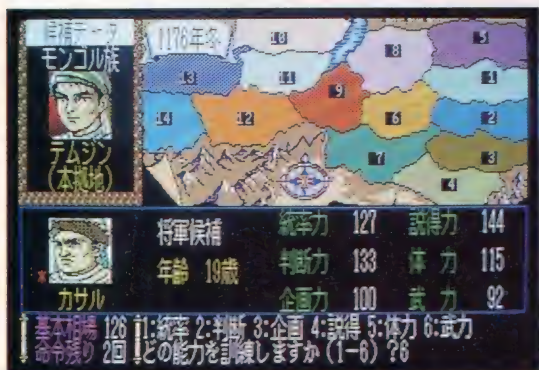 候補データ
モンゴル族
テムジン
(本拠地)
1176年冬
10
8
5
13
11
1
9
14
12
6
2
7
3
4
将軍候補
年齢 19歳
カサル
統率力 127 説得力 144
判断力 133 体力 115
企画力 100 武力 92
基本相場 126
命令残り 2回
1:統率 2:判断 3:企画 4:説得 5:体力 6:武力
どの能力を訓練しますか(1-6)?6